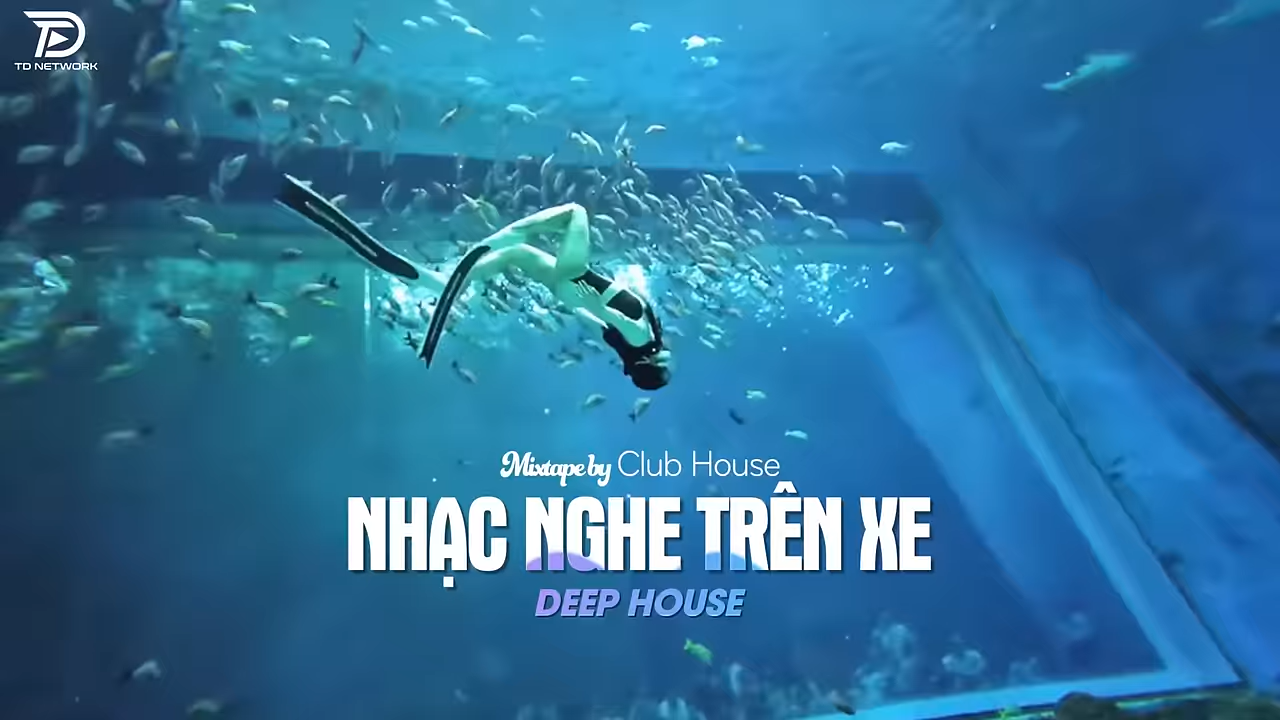 TD NETWORK
Mixtape by Club House
NHẠC NGHE TRÊN XE
DEEP HOUSE